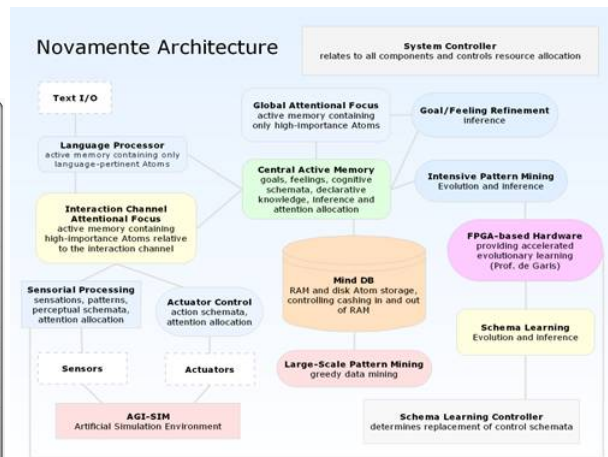 Novamente Architecture
System Controller
relates to all components and controls resource allocation
Text I/O
Global Attentional Focus
active memory containing
only high-importance Atoms
Goal/Feeling Refinement
inference
Language Processor
active memory containing only
language-pertinent Atoms
Central Active Memory
goals, feelings, cognitive
schemata, declarative
knowledge, inference and
attention allocation
Intensive Pattern Mining
Evolution and inference
Interaction Channel
Attentional Focus
active memory containing
high-importance Atoms relative
to the interaction channel
FPGA-based Hardware
providing accelerated
evolutionary learning
(Prof. de Garis)
Mind DB
RAM and disk Atom storage,
controlling cashing in and out
of RAM
Sensorial Processing
sensations, patterns,
perceptual schemata,
attention allocation
Actuator Control
action schemata,
attention allocation
Schema Learning
Evolution and inference
Sensors
Actuators
Large-Scale Pattern Mining
greedy data mining
AGI-SIM
Artificial Simulation Environment
Schema Learning Controller
determines replacement of control schemata